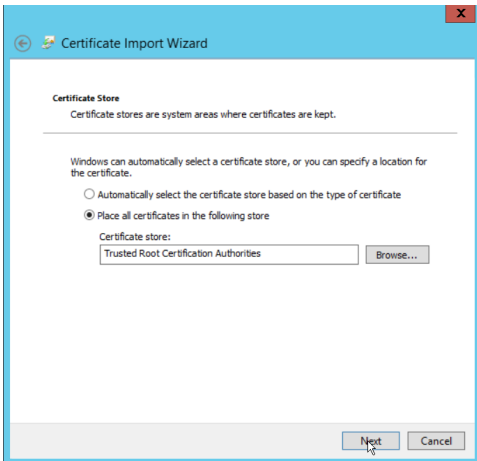 x
Certificate Import Wizard
Certificate Store
Certificate stores are system areas where certificates are kept.
Windows can automatically select a certificate store, or you can specify a location for
the certificate.
Automatically select the certificate store based on the type of certificate
Place all certificates in the following store
Certificate store:
Trusted Root Certification Authorities
Browse...
Next
Cancel